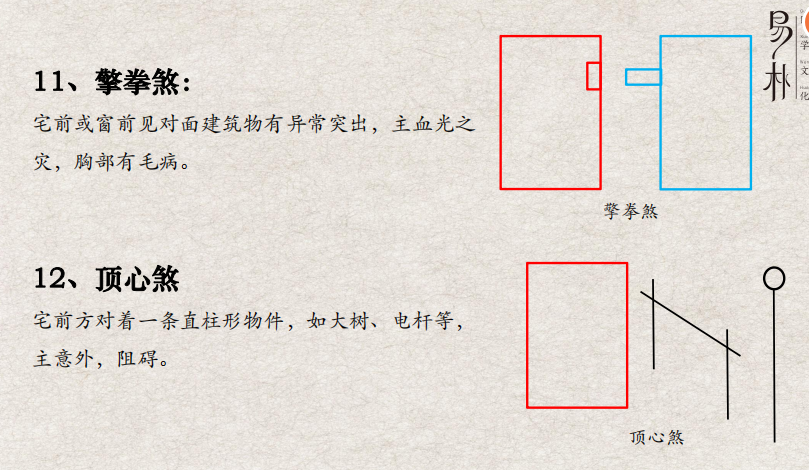 11、擎拳煞：
宅前或窗前见对面建筑物有异常突出，主血光之
灾，胸部有毛病。
擎拳煞
12、顶心煞
宅前方对着一条直柱形物件，如大树、电杆等，
主意外，阻碍。
顶心煞
易林
学
文
化